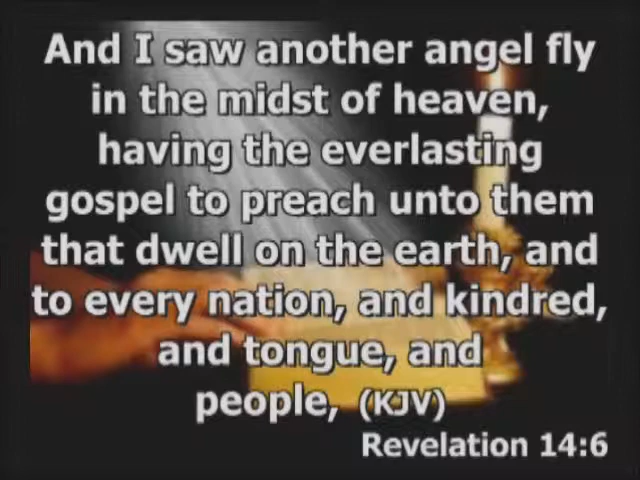 And I saw another angel fly
in the midst of heaven,
having the everlasting
gospel to preach unto them
that dwell on the earth, and
to every nation, and kindred,
and tongue, and
people, (KJV)
Revelation 14:6